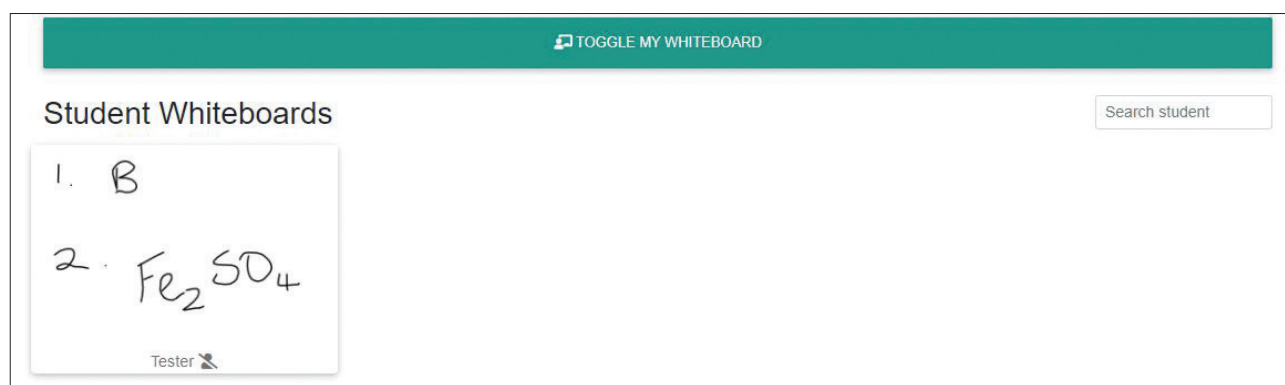 TOGGLE MY WHITEBOARD
Student Whiteboards
Search student
1. B
2. Fe₂SO₄
Tester